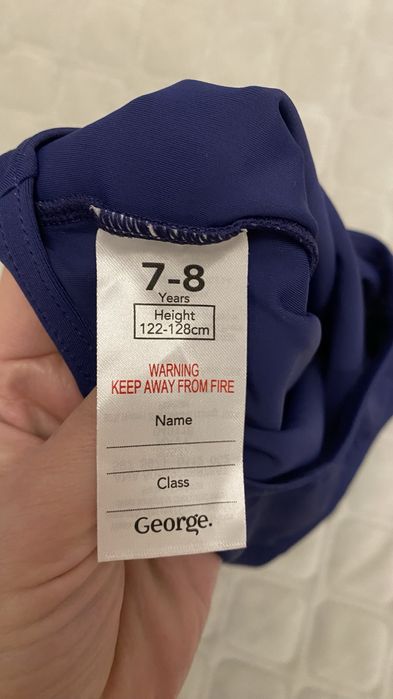 7-8
Years
Height
122-128cm
WARNING
KEEP AWAY FROM FIRE
Name
Class
George.